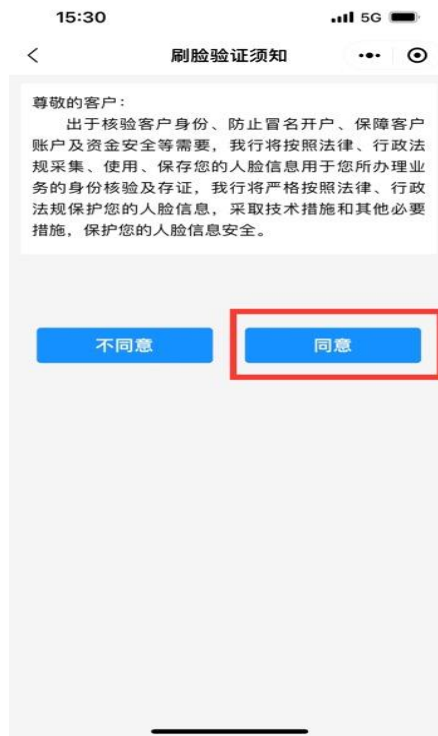 15:30
5G
刷脸验证须知
尊敬的客户：
出于核验客户身份、防止冒名开户、保障客户
账户及资金安全等需要，我行将按照法律、行政法
规采集、使用、保存您的人脸信息用于您所办理业
务的身份核验及存证，我行将严格按照法律、行政
法规保护您的人脸信息，采取技术措施和其他必要
措施，保护您的人脸信息安全。
不同意
同意